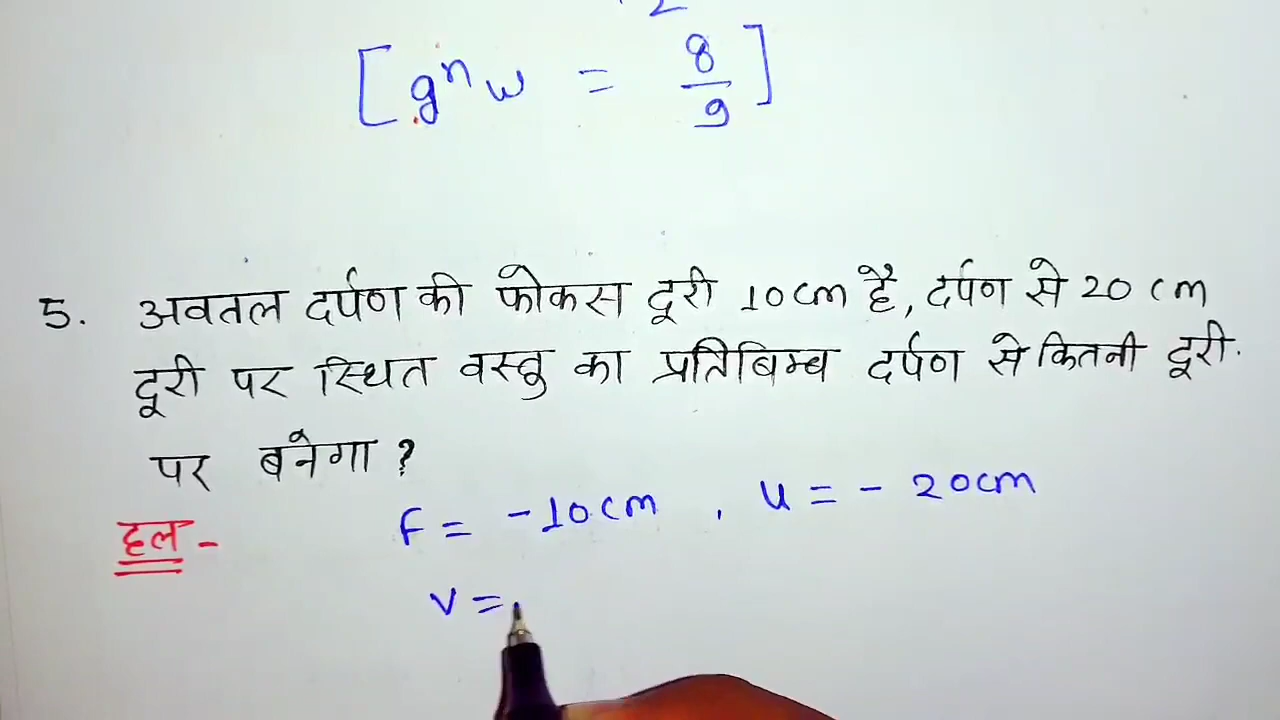 [gnw = 8/9]
5. अवतल दर्पण की फोकस दूरी 10cm है, दर्पण से 20 cm
दूरी पर स्थित वस्तु का प्रतिबिम्ब दर्पण से कितनी दूरी.
पर बनेगा ?
हल - f = -10cm , u = - 20cm
v =